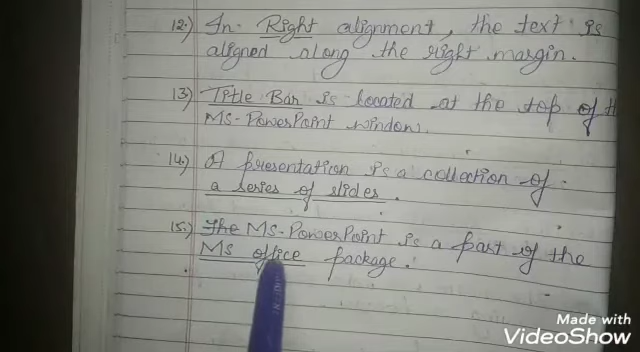 12.) In Right alignment, the text is
aligned along the right margin.
13.) Title Bar is located at the top of
MS-PowerPoint window.
14.) A presentation is a collection of
a series of slides.
15.) The MS-PowerPoint is a part of the
MS office package.
Made with
VideoShow